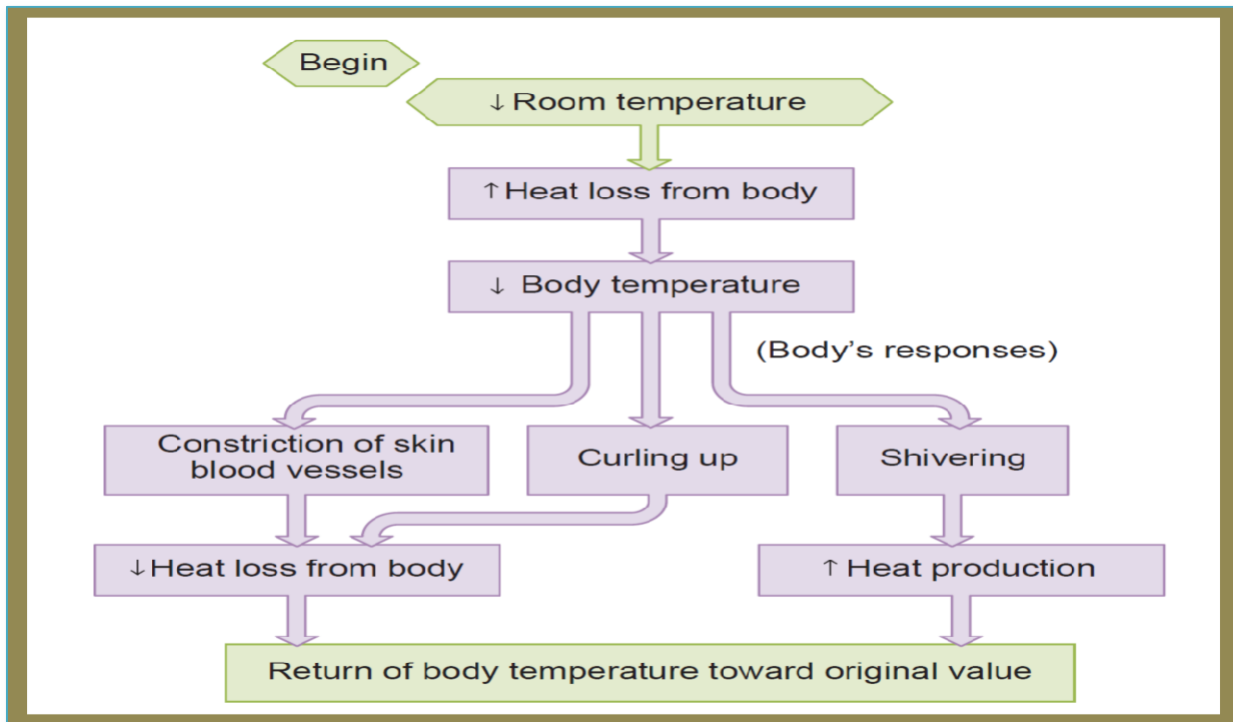 Begin
↓ Room temperature
↑ Heat loss from body
↓ Body temperature
(Body's responses)
Constriction of skin
blood vessels
Curling up
Shivering
↓ Heat loss from body
↑ Heat production
Return of body temperature toward original value